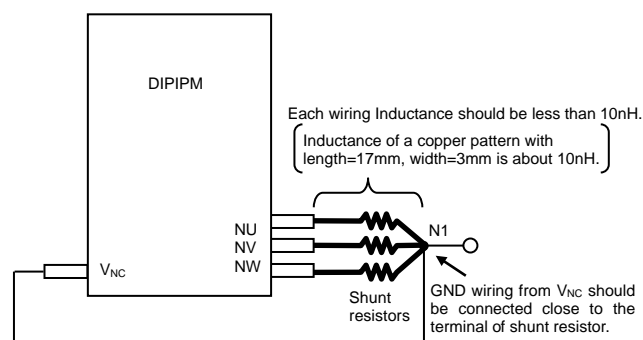 DIPIPM
Each wiring Inductance should be less than 10nH.
Inductance of a copper pattern with
length=17mm, width=3mm is about 10nH.
NU
NV
NW
N1
VNC
Shunt
resistors
GND wiring from VNC should
be connected close to the
terminal of shunt resistor.